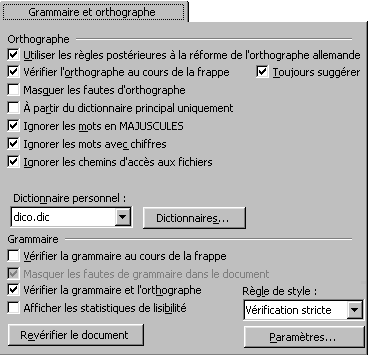 Grammaire et orthographe
Orthographe
Utiliser les règles postérieures à la réforme de l'orthographe allemande
Vérifier l'orthographe au cours de la frappe
Toujours suggérer
Masquer les fautes d'orthographe
À partir du dictionnaire principal uniquement
Ignorer les mots en MAJUSCULES
Ignorer les mots avec chiffres
Ignorer les chemins d'accès aux fichiers
Dictionnaire personnel :
dico.dic
Dictionnaires...
Grammaire
Vérifier la grammaire au cours de la frappe
Masquer les fautes de grammaire dans le document
Vérifier la grammaire et l'orthographe
Règle de style :
Afficher les statistiques de lisibilité
Vérification stricte
Revérifier le document
Paramètres...